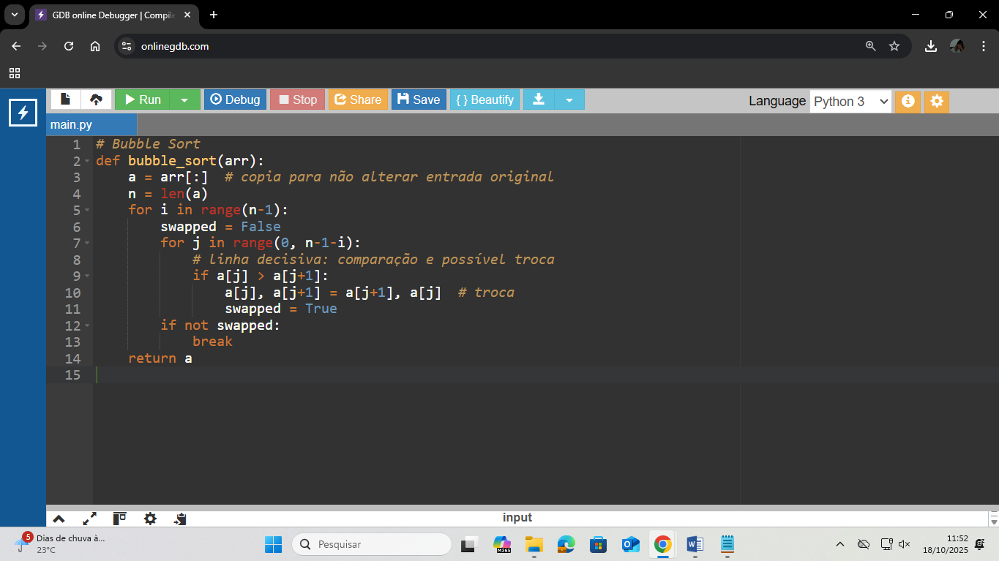 GDB online Debugger | Compile
onlinegdb.com
Run
Debug
Stop
Share
Save
{ } Beautify
Language Python 3
main.py
1 # Bubble Sort
2 def bubble_sort(arr):
3 a = arr[:]  # copia para não alterar entrada original
4 n = len(a)
5 for i in range(n-1):
6 swapped = False
7 for j in range(0, n-1-i):
8 # linha decisiva: comparação e possível troca
9 if a[j] > a[j+1]:
10 a[j], a[j+1] = a[j+1], a[j]  # troca
11 swapped = True
12 if not swapped:
13 break
14 return a
15
input
5
Dias de chuva à...
23°C
Pesquisar
M365
11:52
18/10/2025